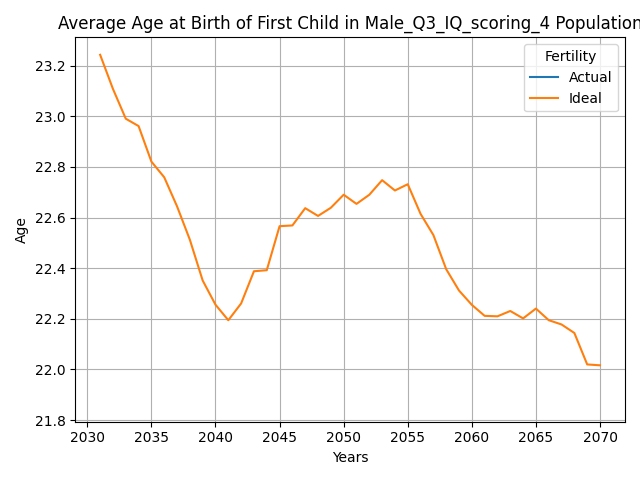 Average Age at Birth of First Child in Male_Q3_IQ_scoring_4 Population
Fertility
Actual
Ideal
Age
23.2
23.0
22.8
22.6
22.4
22.2
22.0
21.8
2030 2035 2040 2045 2050 2055 2060 2065 2070
Years